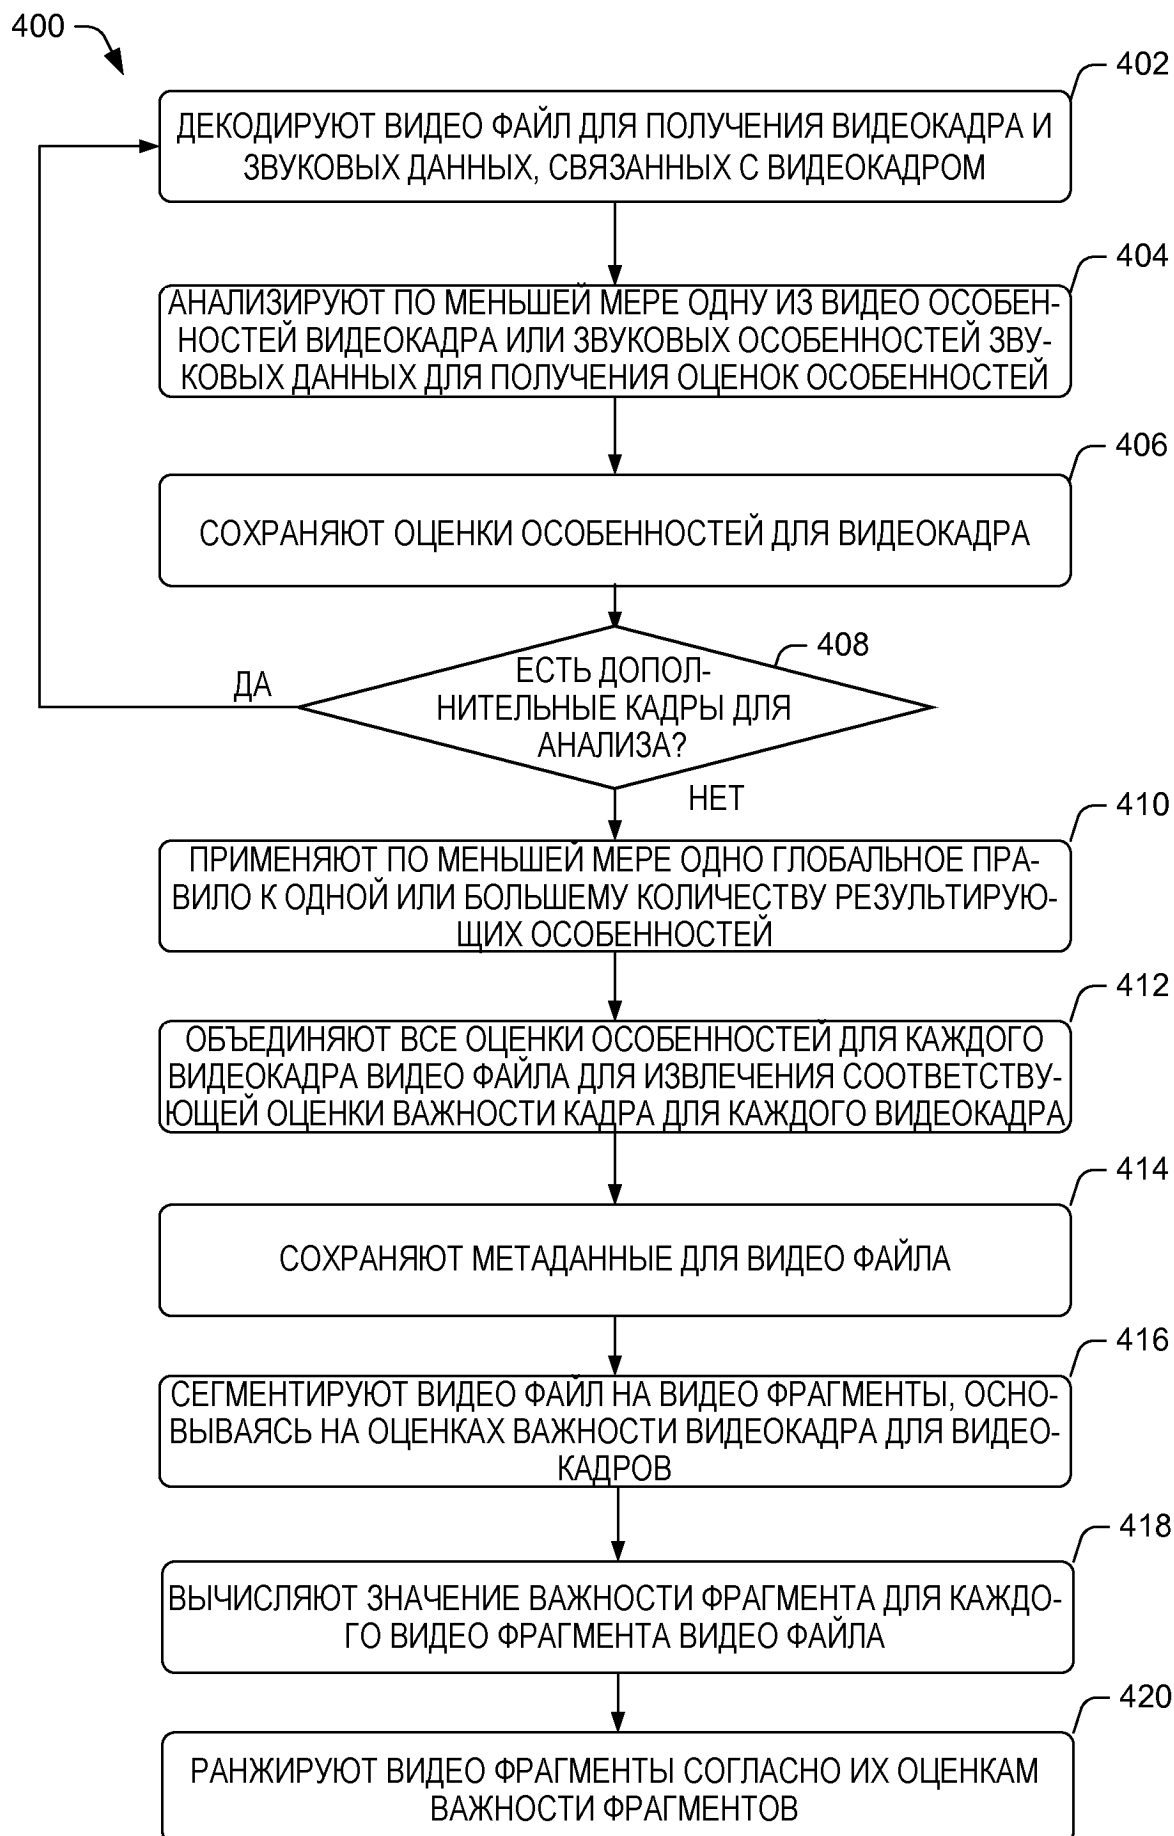 400
402
ДЕКОДИРУЮТ ВИДЕО ФАЙЛ ДЛЯ ПОЛУЧЕНИЯ ВИДЕОКАДРА И
ЗВУКОВЫХ ДАННЫХ, СВЯЗАННЫХ С ВИДЕОКАДРОМ
404
АНАЛИЗИРУЮТ ПО МЕНЬШЕЙ МЕРЕ ОДНУ ИЗ ВИДЕО ОСОБЕН-
НОСТЕЙ ВИДЕОКАДРА ИЛИ ЗВУКОВЫХ ОСОБЕННОСТЕЙ ЗВУ-
КОВЫХ ДАННЫХ ДЛЯ ПОЛУЧЕНИЯ ОЦЕНОК ОСОБЕННОСТЕЙ
406
СОХРАНЯЮТ ОЦЕНКИ ОСОБЕННОСТЕЙ ДЛЯ ВИДЕОКАДРА
408
ЕСТЬ ДОПОЛ-
НИТЕЛЬНЫЕ КАДРЫ ДЛЯ
АНАЛИЗА?
ДА
НЕТ
410
ПРИМЕНЯЮТ ПО МЕНЬШЕЙ МЕРЕ ОДНО ГЛОБАЛЬНОЕ ПРА-
ВИЛО К ОДНОЙ ИЛИ БОЛЬШЕМУ КОЛИЧЕСТВУ РЕЗУЛЬТИРУЮ-
ЩИХ ОСОБЕННОСТЕЙ
412
ОБЪЕДИНЯЮТ ВСЕ ОЦЕНКИ ОСОБЕННОСТЕЙ ДЛЯ КАЖДОГО
ВИДЕОКАДРА ВИДЕО ФАЙЛА ДЛЯ ИЗВЛЕЧЕНИЯ СООТВЕТСТВУ-
ЮЩЕЙ ОЦЕНКИ ВАЖНОСТИ КАДРА ДЛЯ КАЖДОГО ВИДЕОКАДРА
414
СОХРАНЯЮТ МЕТАДАННЫЕ ДЛЯ ВИДЕО ФАЙЛА
416
СЕГМЕНТИРУЮТ ВИДЕО ФАЙЛ НА ВИДЕО ФРАГМЕНТЫ, ОСНО-
ВЫВАЯСЬ НА ОЦЕНКАХ ВАЖНОСТИ ВИДЕОКАДРА ДЛЯ ВИДЕО-
КАДРОВ
418
ВЫЧИСЛЯЮТ ЗНАЧЕНИЕ ВАЖНОСТИ ФРАГМЕНТА ДЛЯ КАЖДО-
ГО ВИДЕО ФРАГМЕНТА ВИДЕО ФАЙЛА
420
РАНЖИРУЮТ ВИДЕО ФРАГМЕНТЫ СОГЛАСНО ИХ ОЦЕНКАМ
ВАЖНОСТИ ФРАГМЕНТОВ